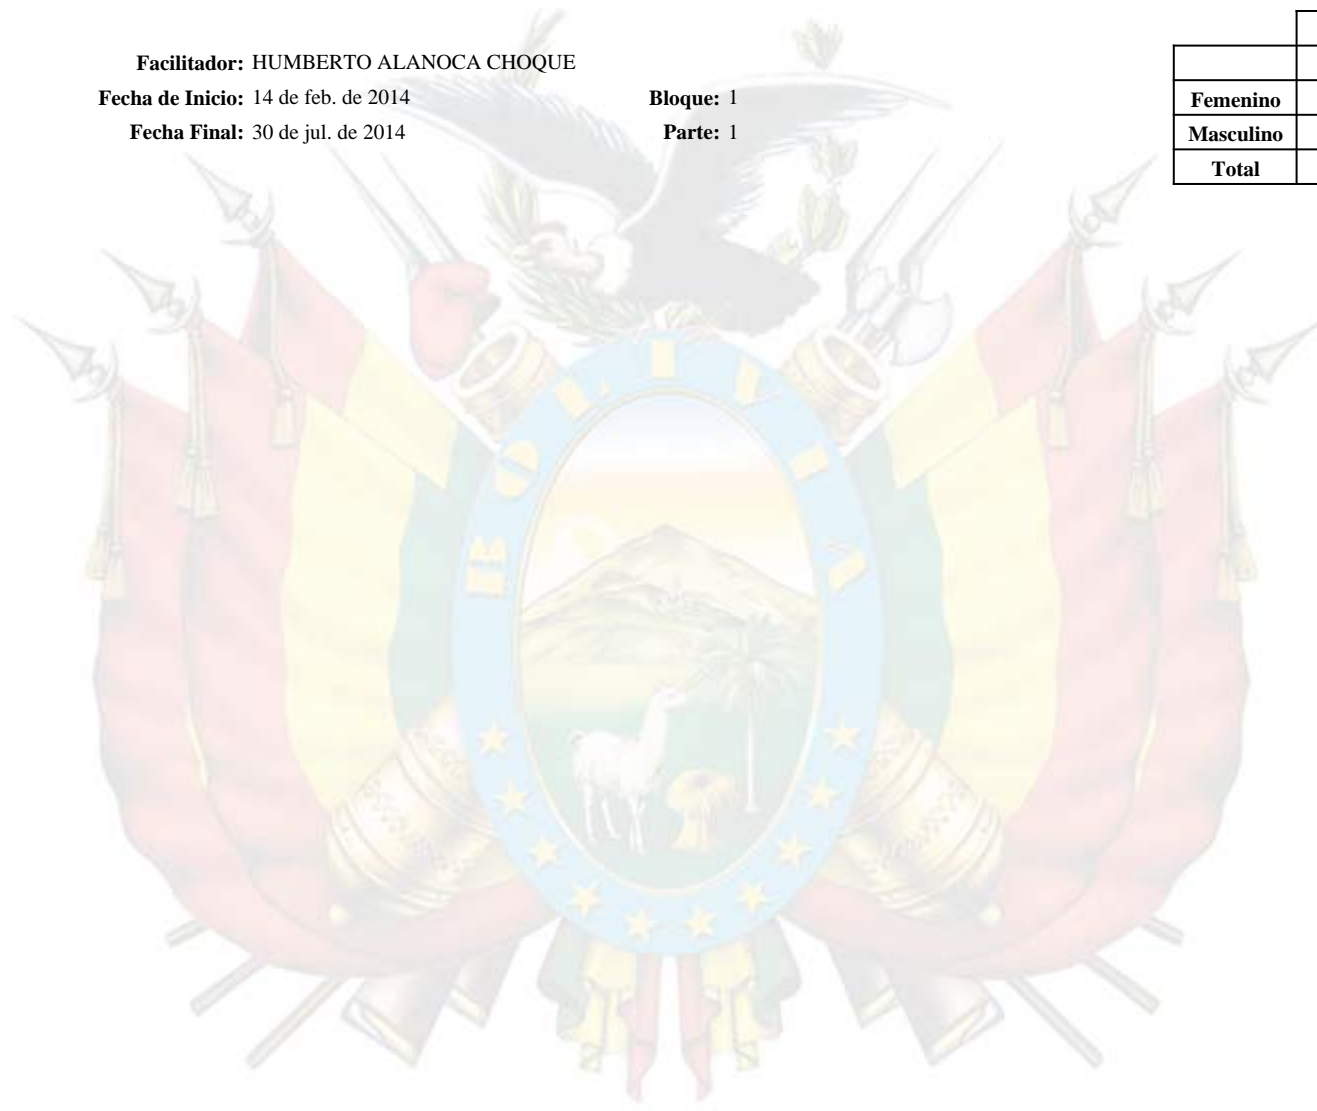 Facilitador: HUMBERTO ALANOCA CHOQUE
Fecha de Inicio: 14 de feb. de 2014 Bloque: 1
Fecha Final: 30 de jul. de 2014 Parte: 1
Femenino
Masculino
Total
BOLIVIA